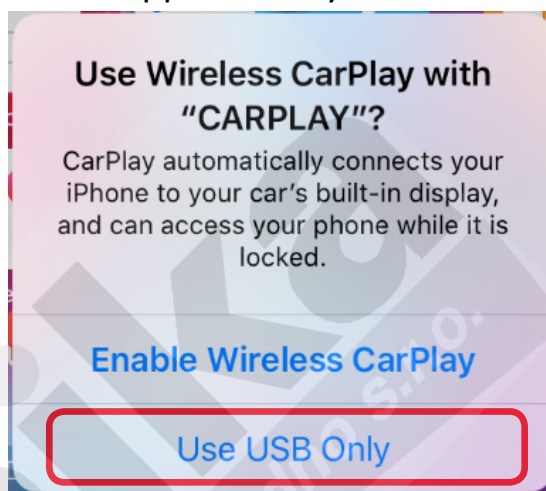 Use Wireless CarPlay with
“CARPLAY”?
CarPlay automatically connects your
iPhone to your car’s built-in display,
and can access your phone while it is
locked.
Enable Wireless CarPlay
Use USB Only